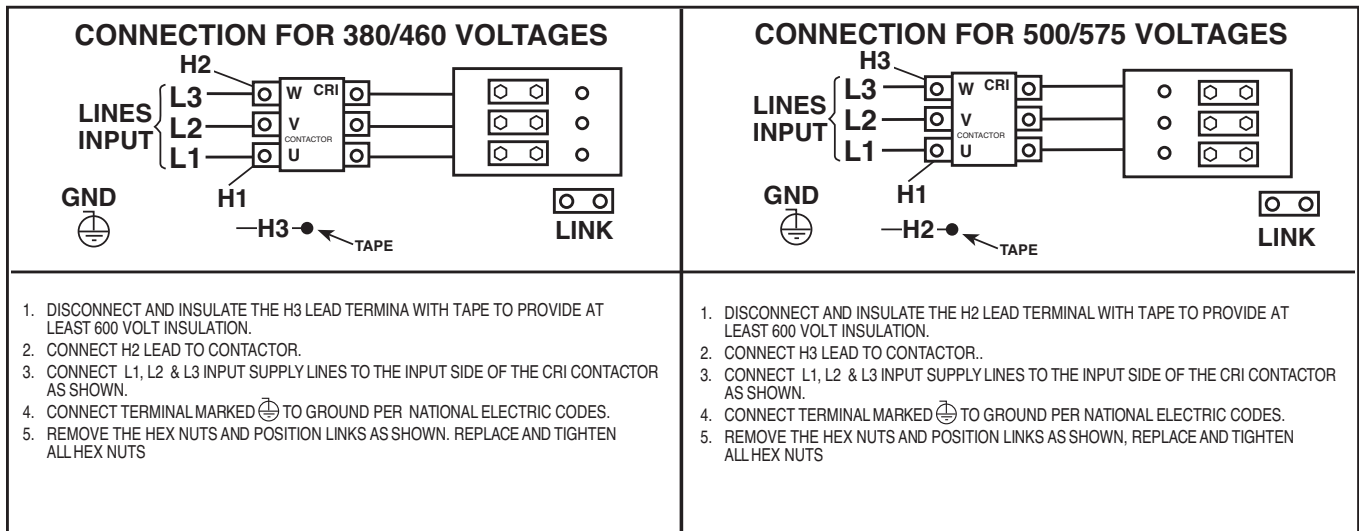 CONNECTION FOR 380/460 VOLTAGES
H2
LINES
INPUT
L3
L2
L1
W CRI
V
CONTACTOR
U
H1
GND
H3
TAPE
LINK
1. DISCONNECT AND INSULATE THE H3 LEAD TERMINA WITH TAPE TO PROVIDE AT
LEAST 600 VOLT INSULATION.
2. CONNECT H2 LEAD TO CONTACTOR.
3. CONNECT L1, L2 & L3 INPUT SUPPLY LINES TO THE INPUT SIDE OF THE CRI CONTACTOR
AS SHOWN.
4. CONNECT TERMINAL MARKED TO GROUND PER NATIONAL ELECTRIC CODES.
5. REMOVE THE HEX NUTS AND POSITION LINKS AS SHOWN. REPLACE AND TIGHTEN
ALL HEX NUTS
CONNECTION FOR 500/575 VOLTAGES
H3
LINES
INPUT
L3
L2
L1
W CRI
V
CONTACTOR
U
H1
GND
H2
TAPE
LINK
1. DISCONNECT AND INSULATE THE H2 LEAD TERMINAL WITH TAPE TO PROVIDE AT
LEAST 600 VOLT INSULATION.
2. CONNECT H3 LEAD TO CONTACTOR..
3. CONNECT L1, L2 & L3 INPUT SUPPLY LINES TO THE INPUT SIDE OF THE CRI CONTACTOR
AS SHOWN.
4. CONNECT TERMINAL MARKED TO GROUND PER NATIONAL ELECTRIC CODES.
5. REMOVE THE HEX NUTS AND POSITION LINKS AS SHOWN, REPLACE AND TIGHTEN
ALL HEX NUTS